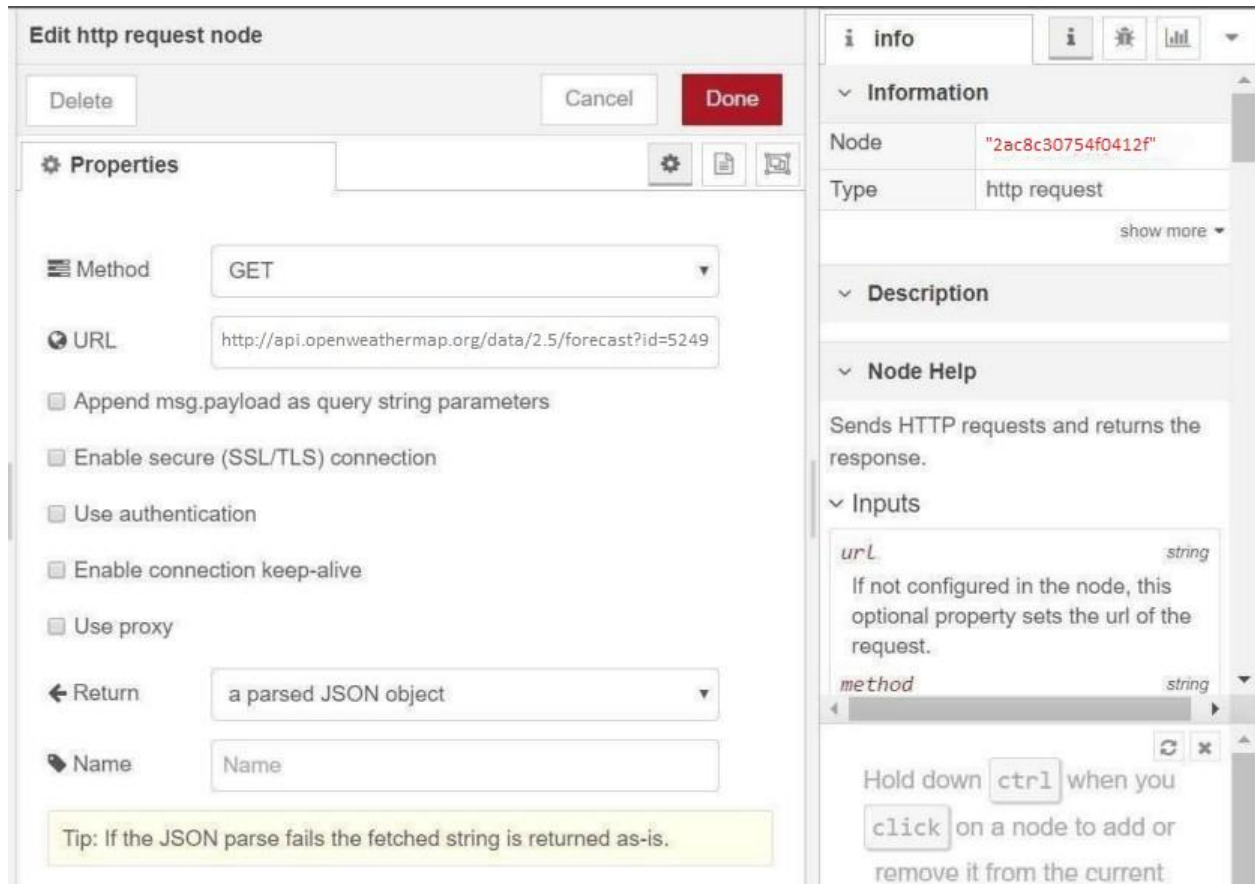 Edit http request node
Delete
Cancel
Done
Properties
Method
GET
URL
http://api.openweathermap.org/data/2.5/forecast?id=5249
Append msg.payload as query string parameters
Enable secure (SSL/TLS) connection
Use authentication
Enable connection keep-alive
Use proxy
Return
a parsed JSON object
Name
Name
Tip: If the JSON parse fails the fetched string is returned as-is.
i info
i
Information
Node
"2ac8c30754f0412f"
Type
http request
show more
Description
Node Help
Sends HTTP requests and returns the
response.
Inputs
url string
If not configured in the node, this
optional property sets the url of the
request.
method string
Hold down ctrl when you
click on a node to add or
remove it from the current